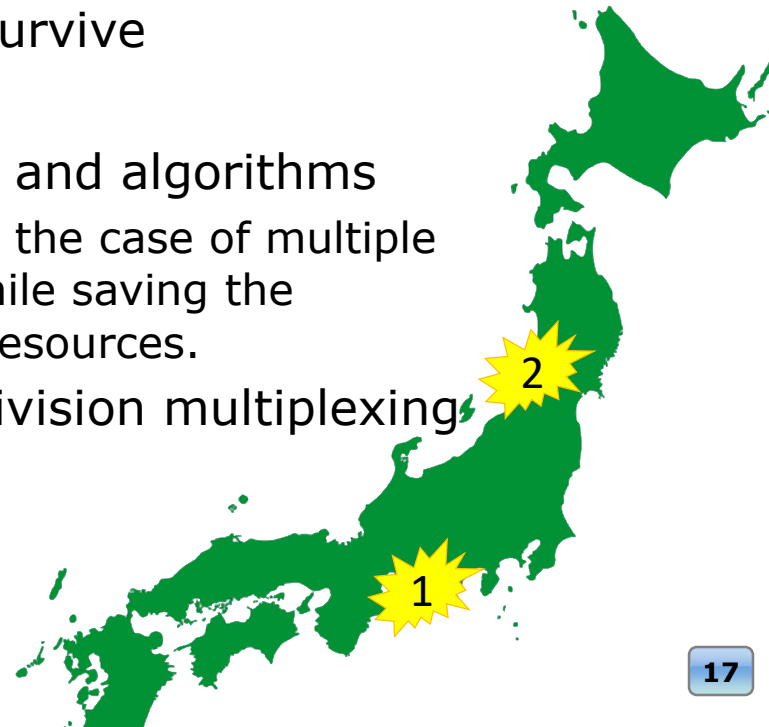 urvive
and algorithms
the case of multiple
ile saving the
esources.
ivision multiplexing
2
1
17